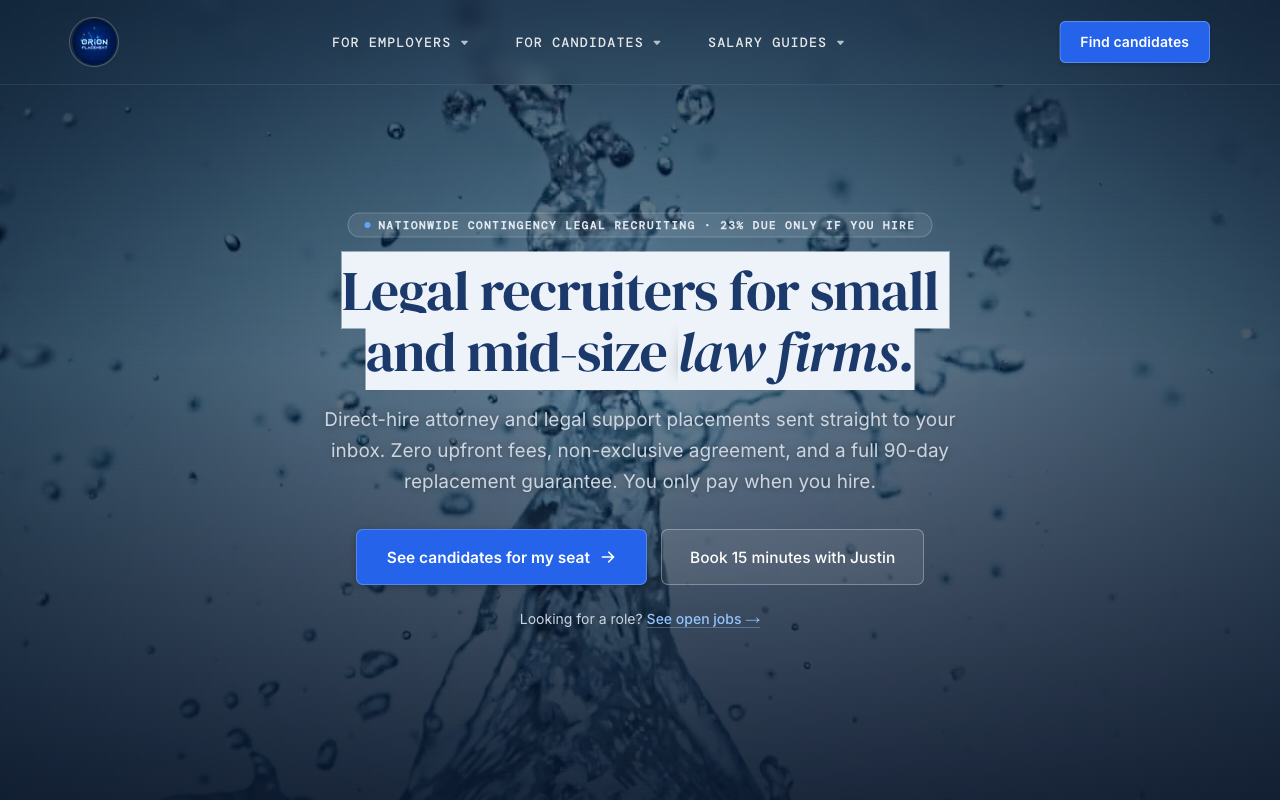 ORION
PLACEMENT
FOR EMPLOYERS
FOR CANDIDATES
SALARY GUIDES
Find candidates
NATIONWIDE CONTINGENCY LEGAL RECRUITING · 23% DUE ONLY IF YOU HIRE
Legal recruiters for small
and mid-size law firms.
Direct-hire attorney and legal support placements sent straight to your
inbox. Zero upfront fees, non-exclusive agreement, and a full 90-day
replacement guarantee. You only pay when you hire.
See candidates for my seat →
Book 15 minutes with Justin
Looking for a role? See open jobs →